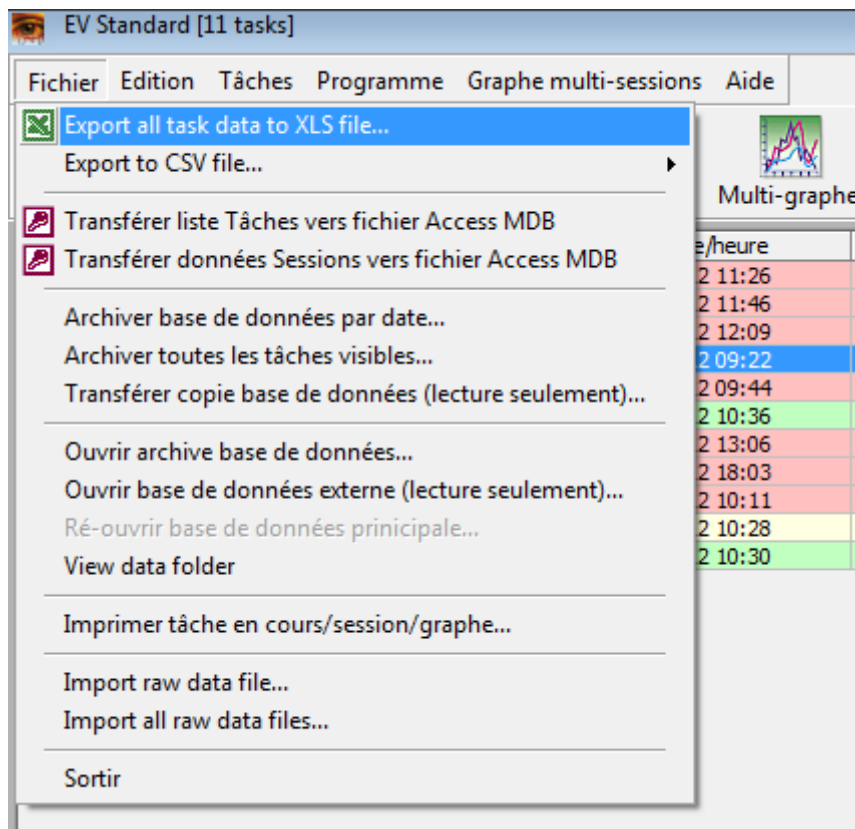 EV Standard [11 tasks]
Fichier Edition Tâches Programme Graphe multi-sessions Aide
Export all task data to XLS file...
Export to CSV file...
Transférer liste Tâches vers fichier Access MDB
Transférer données Sessions vers fichier Access MDB
Archiver base de données par date...
Archiver toutes les tâches visibles...
Transférer copie base de données (lecture seulement)...
Ouvrir archive base de données...
Ouvrir base de données externe (lecture seulement)...
Ré-ouvrir base de données prinicipale...
View data folder
Imprimer tâche en cours/session/graphe...
Import raw data file...
Import all raw data files...
Sortir
Multi-graphe
e/heure
2 11:26
2 11:46
2 12:09
2 09:22
2 09:44
2 10:36
2 13:06
2 18:03
2 10:11
2 10:28
2 10:30